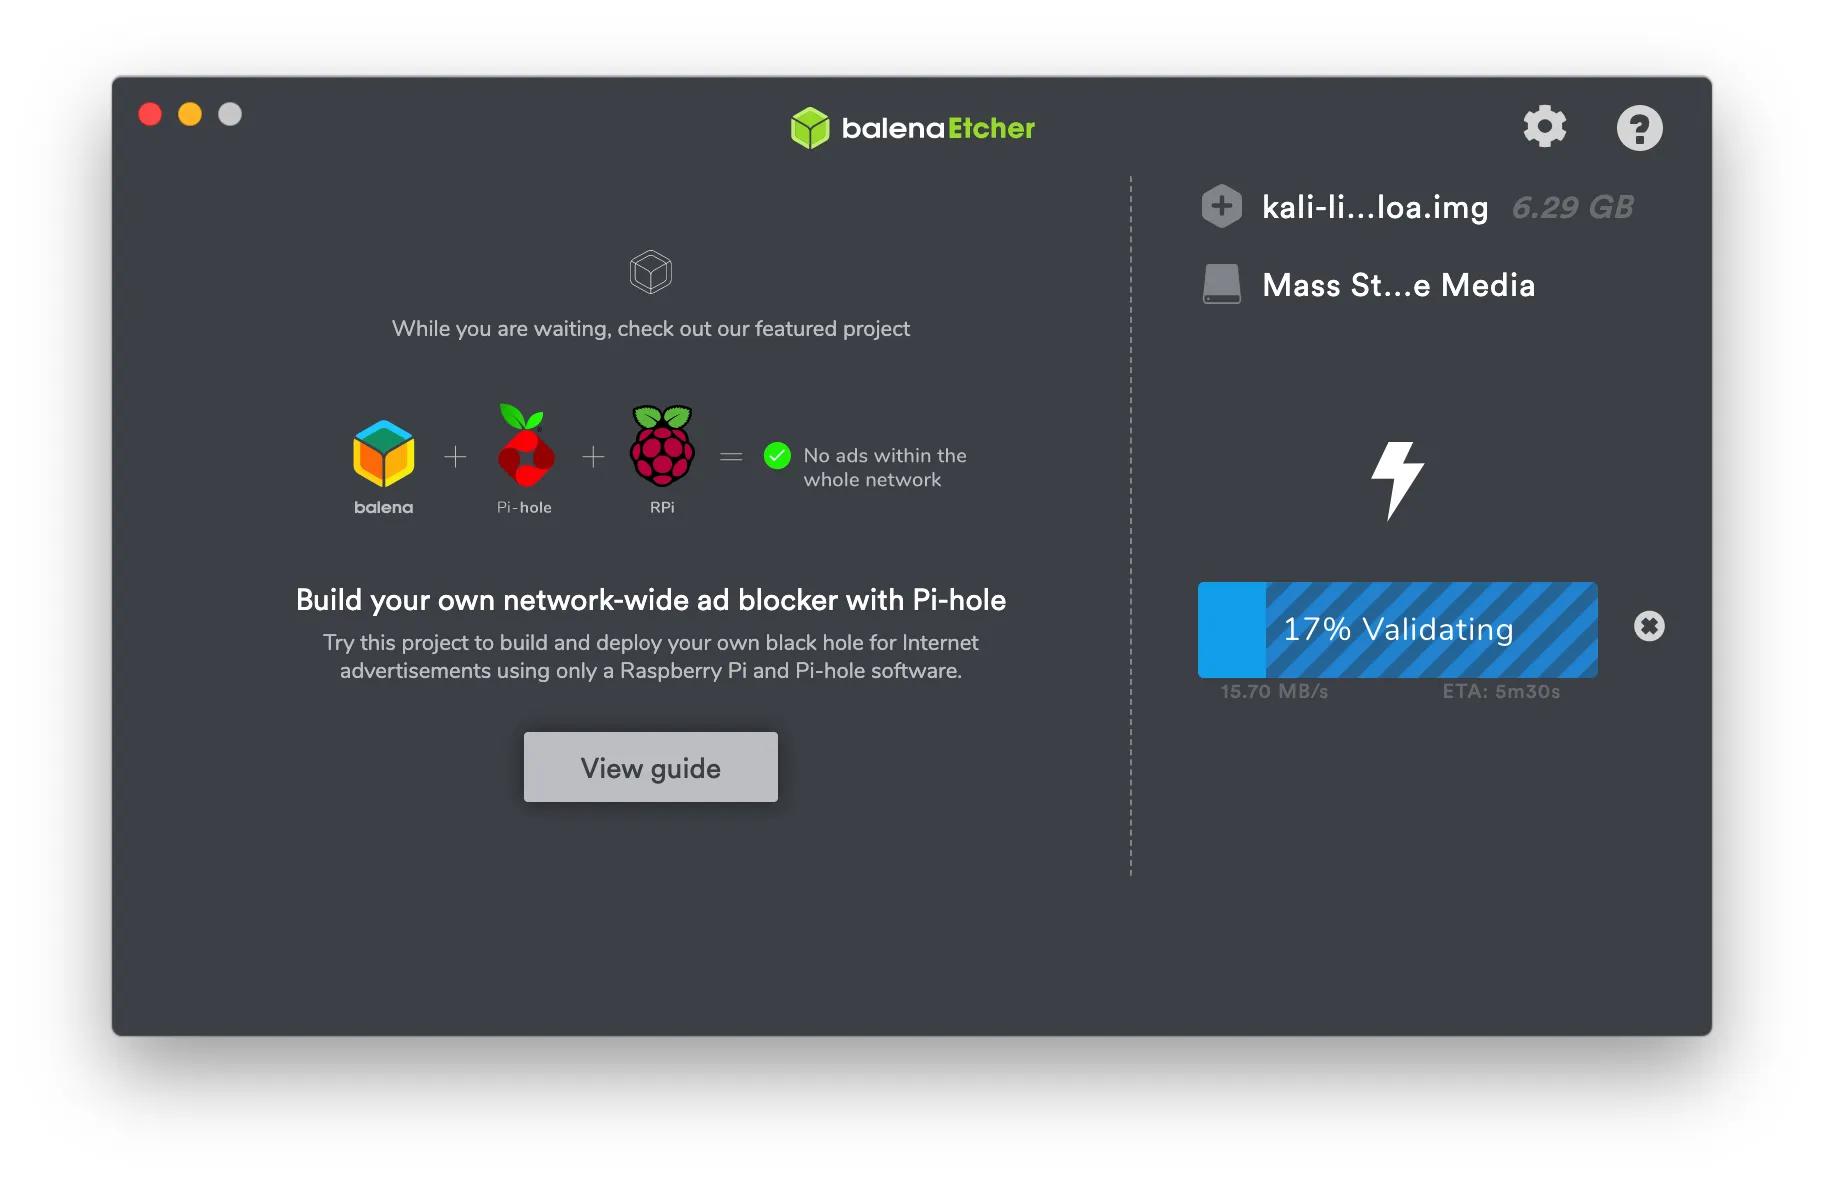 balenaEtcher
kali-li...loa.img 6.29 GB
Mass St...e Media
While you are waiting, check out our featured project
balena
Pi-hole
RPi
No ads within the
whole network
Build your own network-wide ad blocker with Pi-hole
Try this project to build and deploy your own black hole for Internet
advertisements using only a Raspberry Pi and Pi-hole software.
View guide
17% Validating
15.70 MB/s
ETA: 5m30s